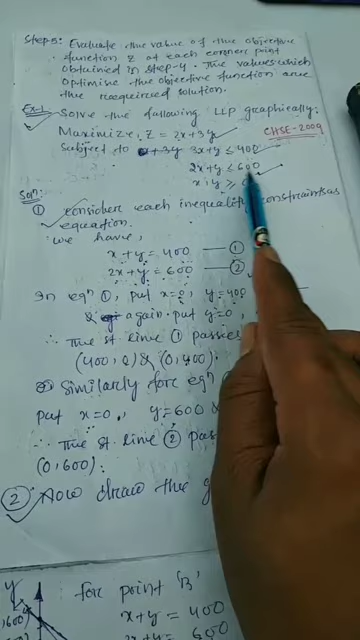 Step-5: Evaluate the value of the objective
function Z at each corner point
obtained in step-4. The values which
Optimise the objective function are
the required solution.
Ex-1 Solve the following LLP graphically:
Maximize, Z = 2x+3y
CHSE-2009
Subject to x+y ≤ 400
2x+y ≤ 600
x,y ≥ 0
Soln:
① consider each inequality constraints as
equation.
We have,
x+y = 400 — ①
2x+y = 600 — ②
In eqn ①, put x=0, y=400
& again put y=0,
∴ The st line ① passes
(400,0) & (0,400).
Similarly for eqn
put x=0, y=600 &
∴ The st line ② pas
(0,600).
② Now draw the g
y
for point 'B'
x+y = 400
2x+y = 600